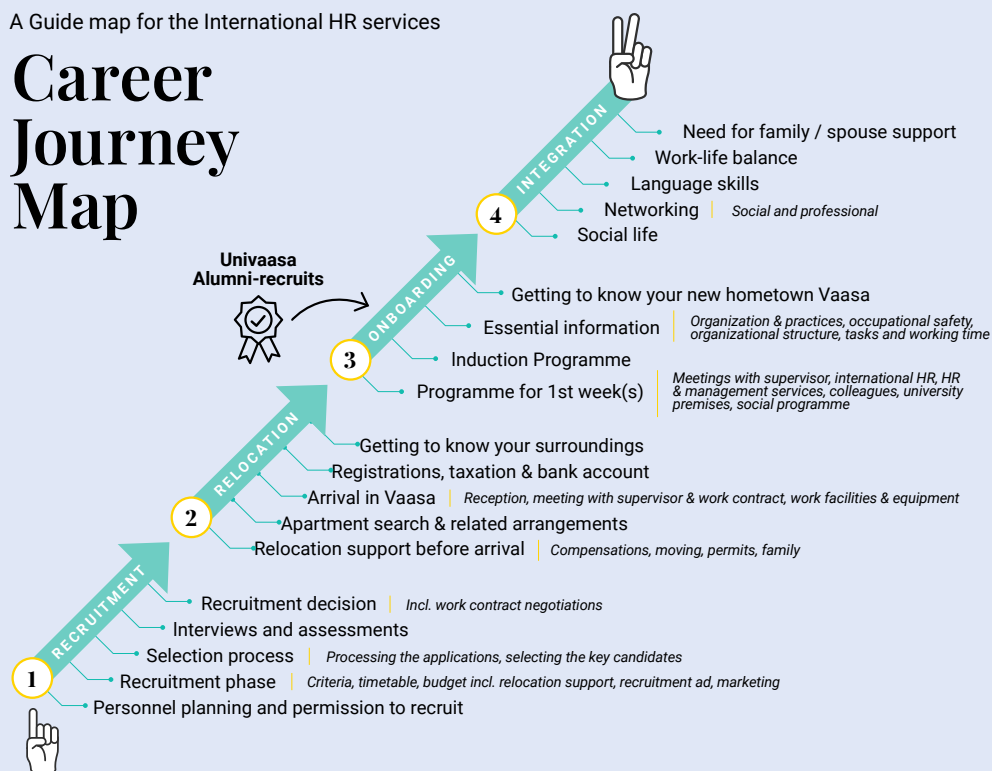 A Guide map for the International HR services
Career
Journey
Map
INTEGRATION
Need for family / spouse support
Work-life balance
Language skills
4
Networking
Social and professional
Social life
Univaasa
Alumni-recruits
ONBOARDING
Getting to know your new hometown Vaasa
Essential information
Organization & practices, occupational safety,
organizational structure, tasks and working time
3
Induction Programme
Programme for 1st week(s)
Meetings with supervisor, international HR, HR
& management services, colleagues, university
premises, social programme
RELOCATION
Getting to know your surroundings
Registrations, taxation & bank account
Arrival in Vaasa
Reception, meeting with supervisor & work contract, work facilities & equipment
2
Apartment search & related arrangements
Relocation support before arrival
Compensations, moving, permits, family
RECRUITMENT
Recruitment decision
Incl. work contract negotiations
Interviews and assessments
Selection process
Processing the applications, selecting the key candidates
1
Recruitment phase
Criteria, timetable, budget incl. relocation support, recruitment ad, marketing
Personnel planning and permission to recruit